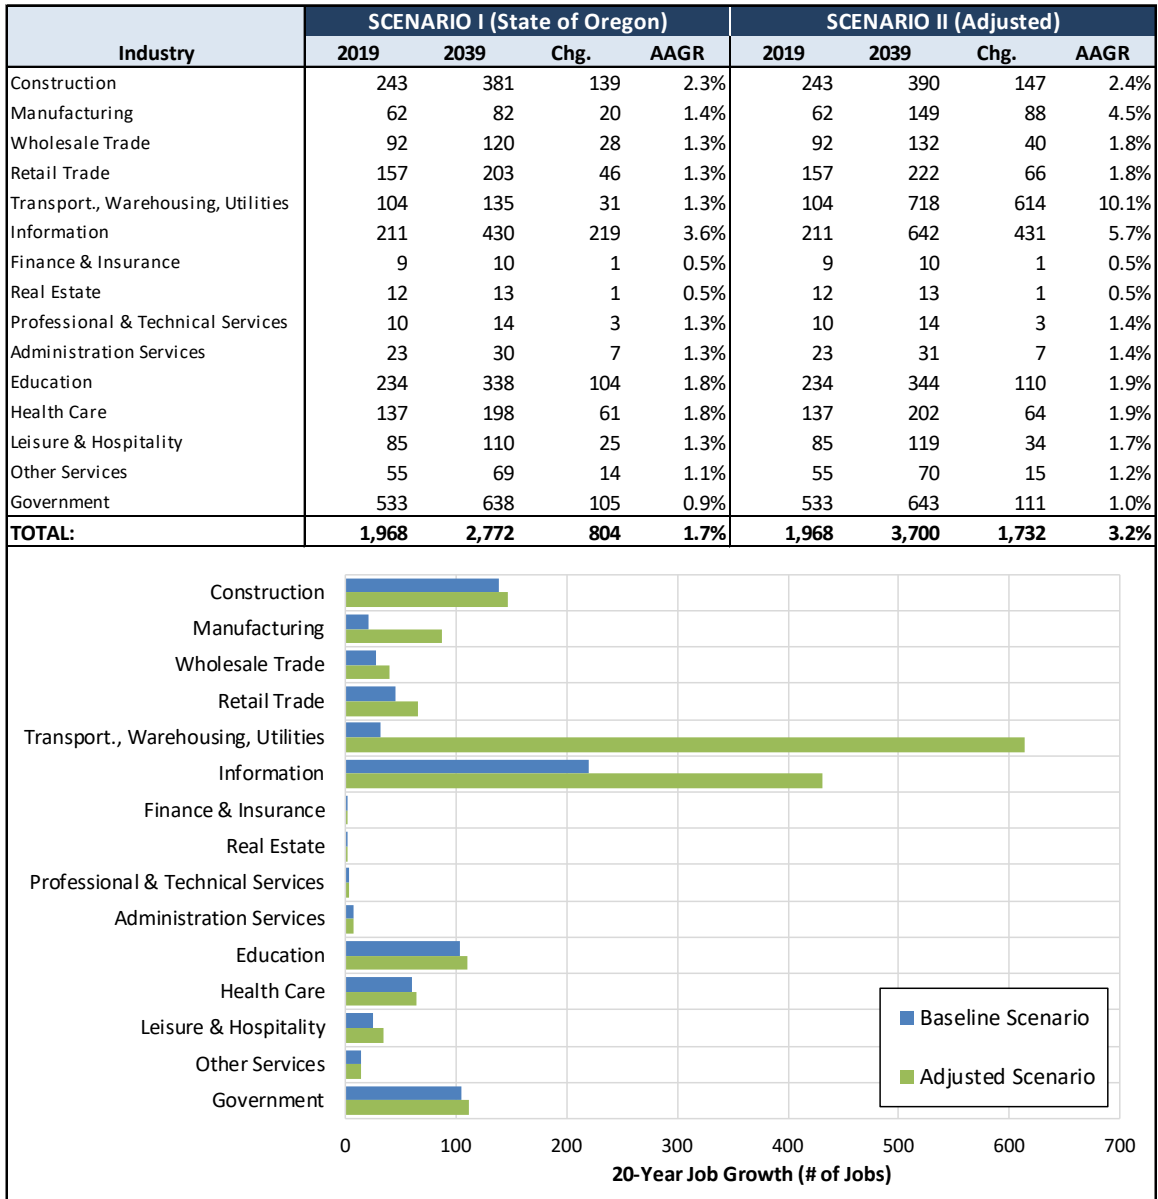 SCENARIO I (State of Oregon) SCENARIO II (Adjusted)
Industry 2019 2039 Chg. AAGR 2019 2039 Chg. AAGR
Construction 243 381 139 2.3% 243 390 147 2.4%
Manufacturing 62 82 20 1.4% 62 149 88 4.5%
Wholesale Trade 92 120 28 1.3% 92 132 40 1.8%
Retail Trade 157 203 46 1.3% 157 222 66 1.8%
Transport., Warehousing, Utilities 104 135 31 1.3% 104 718 614 10.1%
Information 211 430 219 3.6% 211 642 431 5.7%
Finance & Insurance 9 10 1 0.5% 9 10 1 0.5%
Real Estate 12 13 1 0.5% 12 13 1 0.5%
Professional & Technical Services 10 14 3 1.3% 10 14 3 1.4%
Administration Services 23 30 7 1.3% 23 31 7 1.4%
Education 234 338 104 1.8% 234 344 110 1.9%
Health Care 137 198 61 1.8% 137 202 64 1.9%
Leisure & Hospitality 85 110 25 1.3% 85 119 34 1.7%
Other Services 55 69 14 1.1% 55 70 15 1.2%
Government 533 638 105 0.9% 533 643 111 1.0%
TOTAL: 1,968 2,772 804 1.7% 1,968 3,700 1,732 3.2%
Construction
Manufacturing
Wholesale Trade
Retail Trade
Transport., Warehousing, Utilities
Information
Finance & Insurance
Real Estate
Professional & Technical Services
Administration Services
Education
Health Care
Leisure & Hospitality
Other Services
Government
Baseline Scenario
Adjusted Scenario
0 100 200 300 400 500 600 700
20-Year Job Growth (# of Jobs)